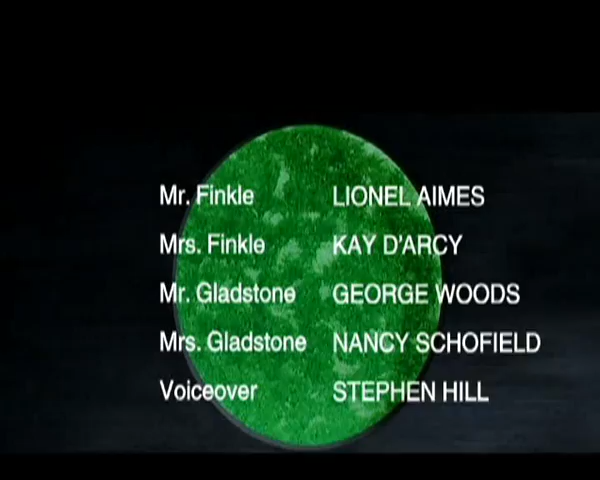 Mr. Finkle LIONEL AIMES
Mrs. Finkle KAY D'ARCY
Mr. Gladstone GEORGE WOODS
Mrs. Gladstone NANCY SCHOFIELD
Voiceover STEPHEN HILL